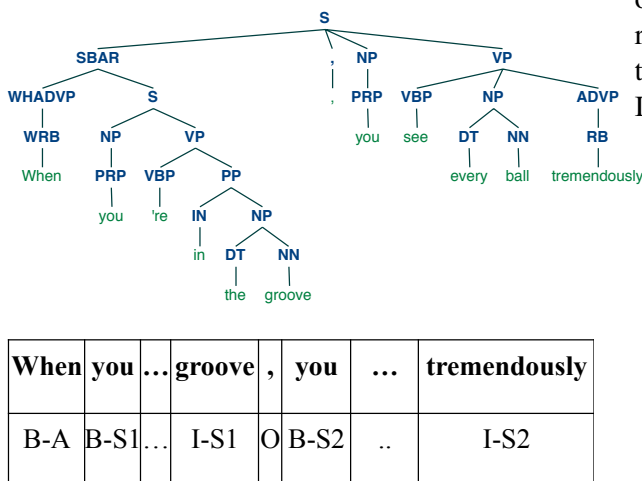 S
SBAR , NP VP
WHADVP S , PRP VBP NP ADVP
WRB NP VP you see DT NN RB
When PRP VBP PP every ball tremendously
you 're IN NP
in DT NN
the groove
When you ... groove , you ... tremendously
B-A B-S1 ... I-S1 O B-S2 .. I-S2